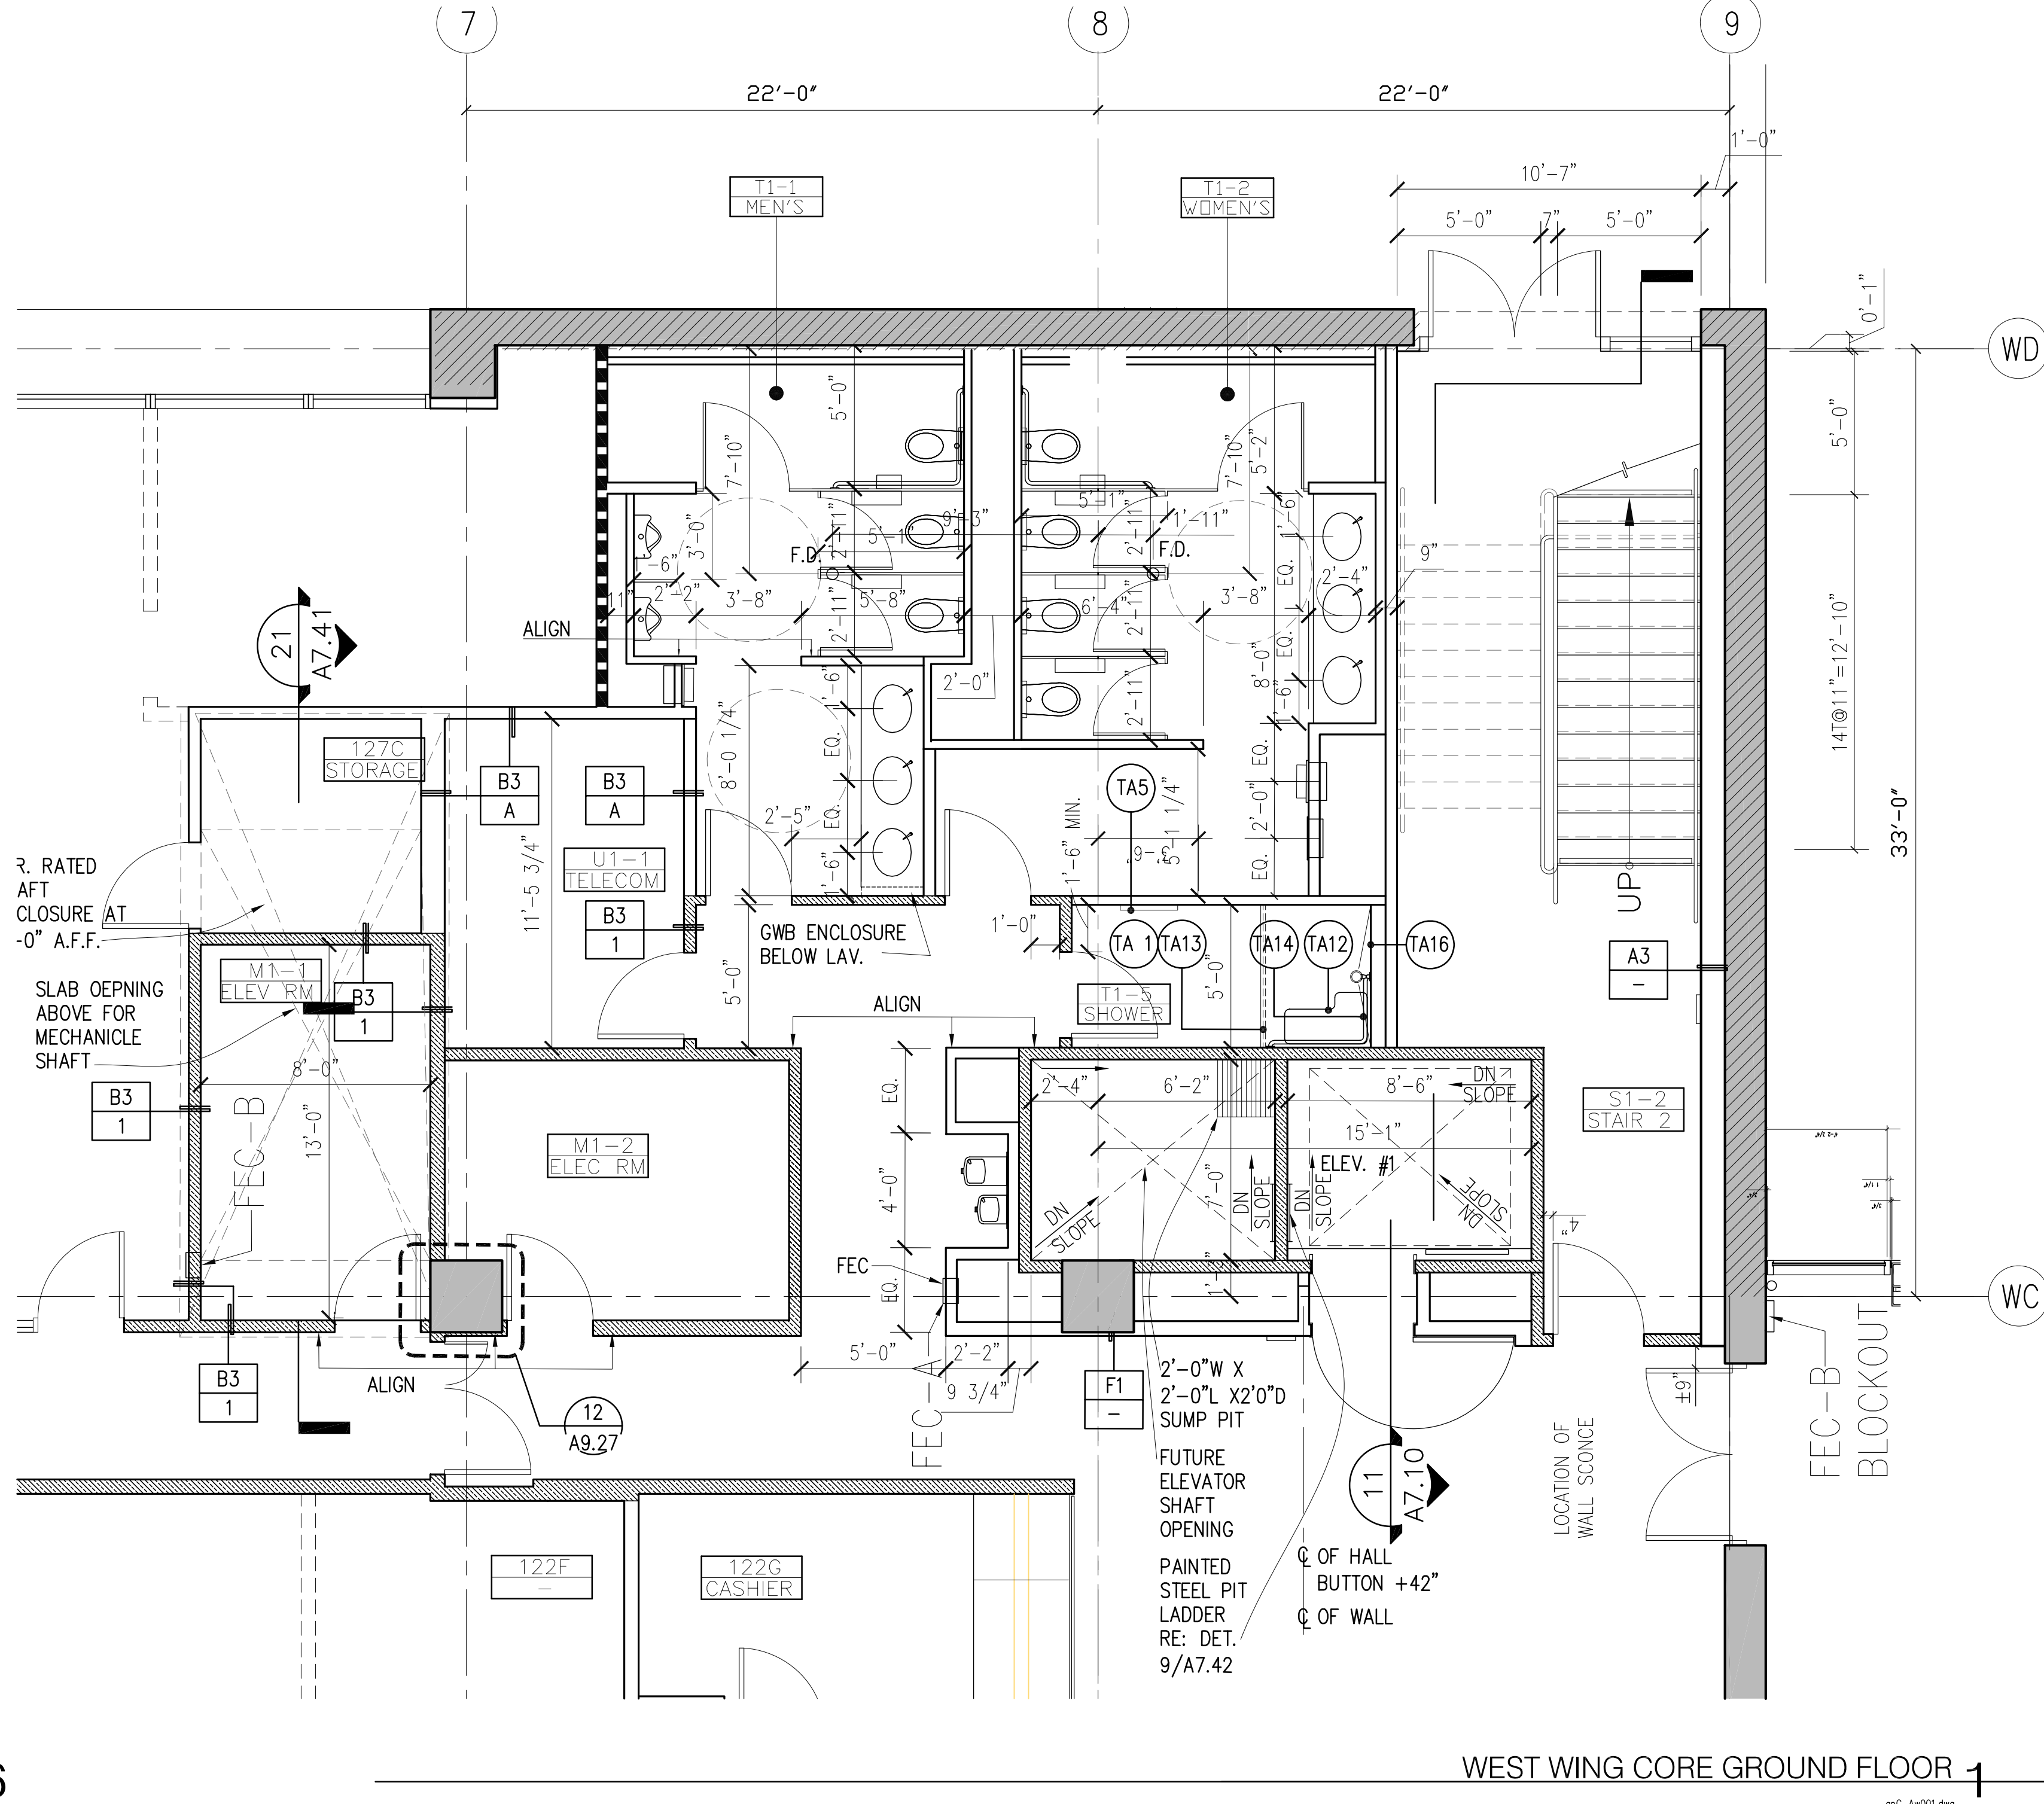 7
8
9
22'-0"
22'-0"
1'-0"
10'-7"
5'-0"
7"
5'-0"
T1-1
MEN'S
T1-2
WOMEN'S
0'-1"
WD
5'-0"
14T@11"=12'-10"
33'-0"
WC
5'-0"
7'-10"
7'-10"
5'-2"
3'-0"
2'-11"
5'-1"
9'-3"
5'-1"
2'-11"
1'-11"
1'-6"
F.D.
F.D.
EQ.
2'-4"
9"
11"
2'-2"
3'-8"
5'-8"
2'-11"
6'-4"
2'-11"
3'-8"
EQ.
ALIGN
2'-0"
8'-0"
1'-6"
2'-11"
21
A7.41
1'-6"
EQ.
EQ.
1'-6"
8'-0 1/4"
2'-5"
EQ.
2'-0"
EQ.
127C
STORAGE
B3
A
B3
A
TA5
1'-6" MIN.
5'-1 1/4"
11'-5 3/4"
U1-1
TELECOM
B3
1
R. RATED
AFT
CLOSURE AT
-0" A.F.F.
GWB ENCLOSURE
BELOW LAV.
1'-0"
TA 1
TA13
TA14
TA12
TA16
UP
A3
-
M1-1
ELEV RM
B3
1
SLAB OEPNING
ABOVE FOR
MECHANICLE
SHAFT
5'-0"
ALIGN
5'-0"
T1-5
SHOWER
8'-0"
B3
1
13'-0"
FEC-B
M1-2
ELEC RM
EQ.
4'-0"
EQ.
2'-4"
6'-2"
8'-6"
DN
SLOPE
15'-1"
ELEV. #1
7'-0"
DN
SLOPE
DN
SLOPE
DN
SLOPE
DN
SLOPE
4"
S1-2
STAIR 2
FEC
B3
1
ALIGN
12
A9.27
5'-0"
2'-2"
9 3/4"
FEC-A
F1
-
2'-0"W X
2'-0"L X2'0"D
SUMP PIT
FUTURE
ELEVATOR
SHAFT
OPENING
PAINTED
STEEL PIT
LADDER
RE: DET.
9/A7.42
11
A7.10
℄ OF HALL
BUTTON +42"
℄ OF WALL
LOCATION OF
WALL SCONCE
±9"
FEC-B
BLOCKOUT
122F
-
122G
CASHIER
6
WEST WING CORE GROUND FLOOR 1